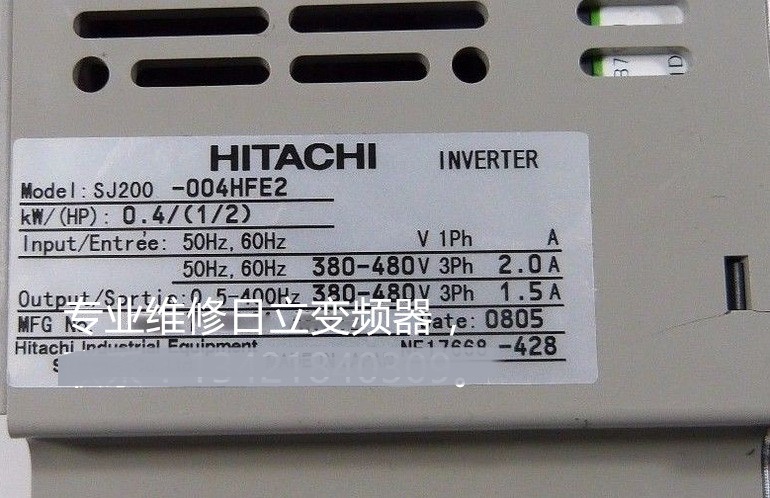 HITACHI INVERTER
Model: SJ200 -004HFE2
kW/(HP): 0.4/(1/2)
Input/Entrée: 50Hz, 60Hz V 1Ph A
50Hz, 60Hz 380-480V 3Ph 2.0A
Output/Sortie: 0.5-400Hz 380-480V 3Ph 1.5A
专业维修日立变频器，
MFG Date: 0805
Hitachi Industrial Equipment NE17668 -428